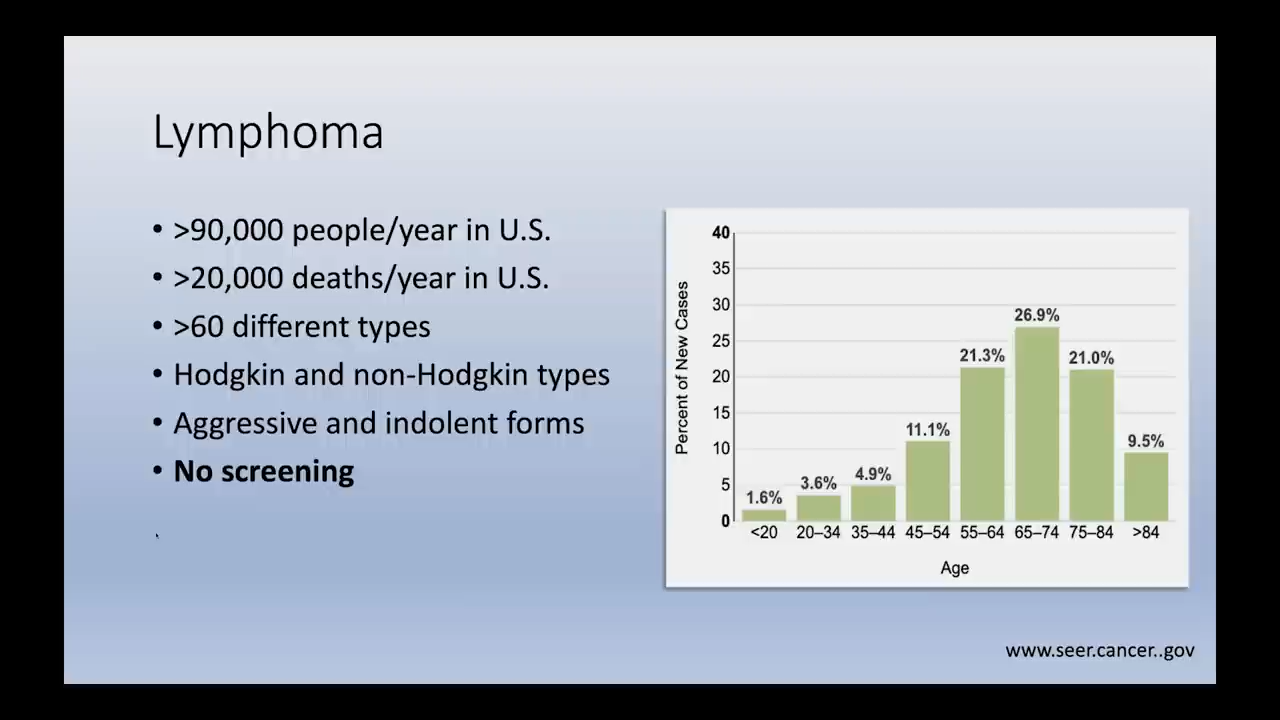 Lymphoma
• >90,000 people/year in U.S.
• >20,000 deaths/year in U.S.
• >60 different types
• Hodgkin and non-Hodgkin types
• Aggressive and indolent forms
• No screening
Percent of New Cases
40
35
30
25
20
15
10
5
0
1.6%
3.6%
4.9%
11.1%
21.3%
26.9%
21.0%
9.5%
<20 20–34 35–44 45–54 55–64 65–74 75–84 >84
Age
www.seer.cancer..gov